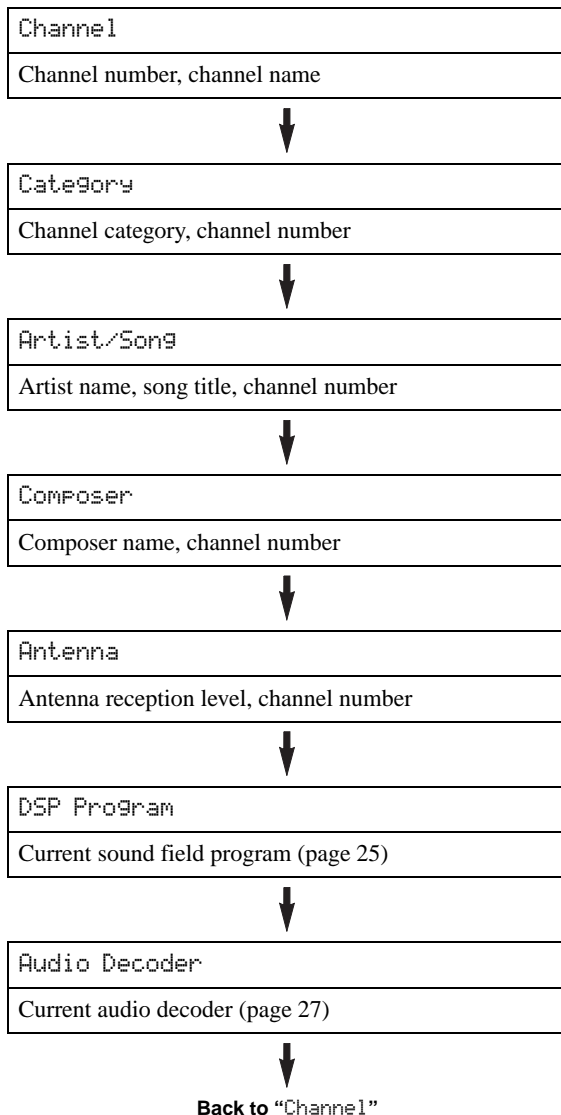 Channel
Channel number, channel name
Category
Channel category, channel number
Artist/Song
Artist name, song title, channel number
Composer
Composer name, channel number
Antenna
Antenna reception level, channel number
DSP Program
Current sound field program (page 25)
Audio Decoder
Current audio decoder (page 27)
Back to “Channel”